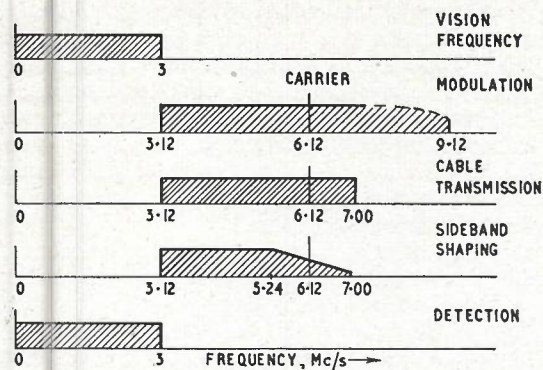 VISION
FREQUENCY
0 3
CARRIER
MODULATION
0 3·12 6·12 9·12
CABLE
TRANSMISSION
0 3·12 6·12 7·00
SIDEBAND
SHAPING
0 3·12 5·24 6·12 7·00
DETECTION
0 3 FREQUENCY, Mc/s